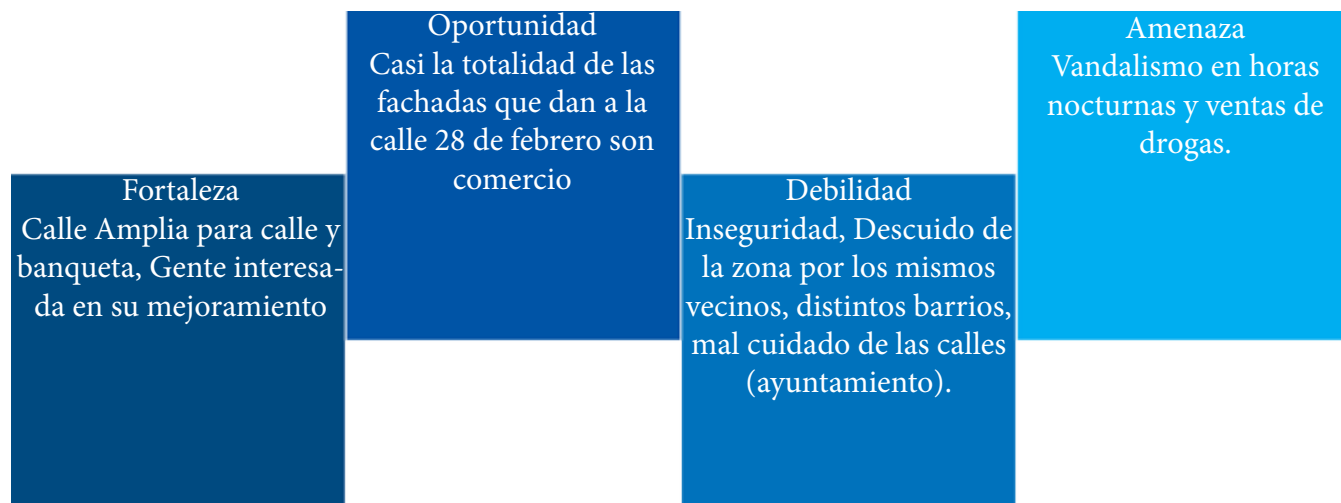 Fortaleza
Calle Amplia para calle y
banqueta, Gente interesa-
da en su mejoramiento
Oportunidad
Casi la totalidad de las
fachadas que dan a la
calle 28 de febrero son
comercio
Debilidad
Inseguridad, Descuido de
la zona por los mismos
vecinos, distintos barrios,
mal cuidado de las calles
(ayuntamiento).
Amenaza
Vandalismo en horas
nocturnas y ventas de
drogas.